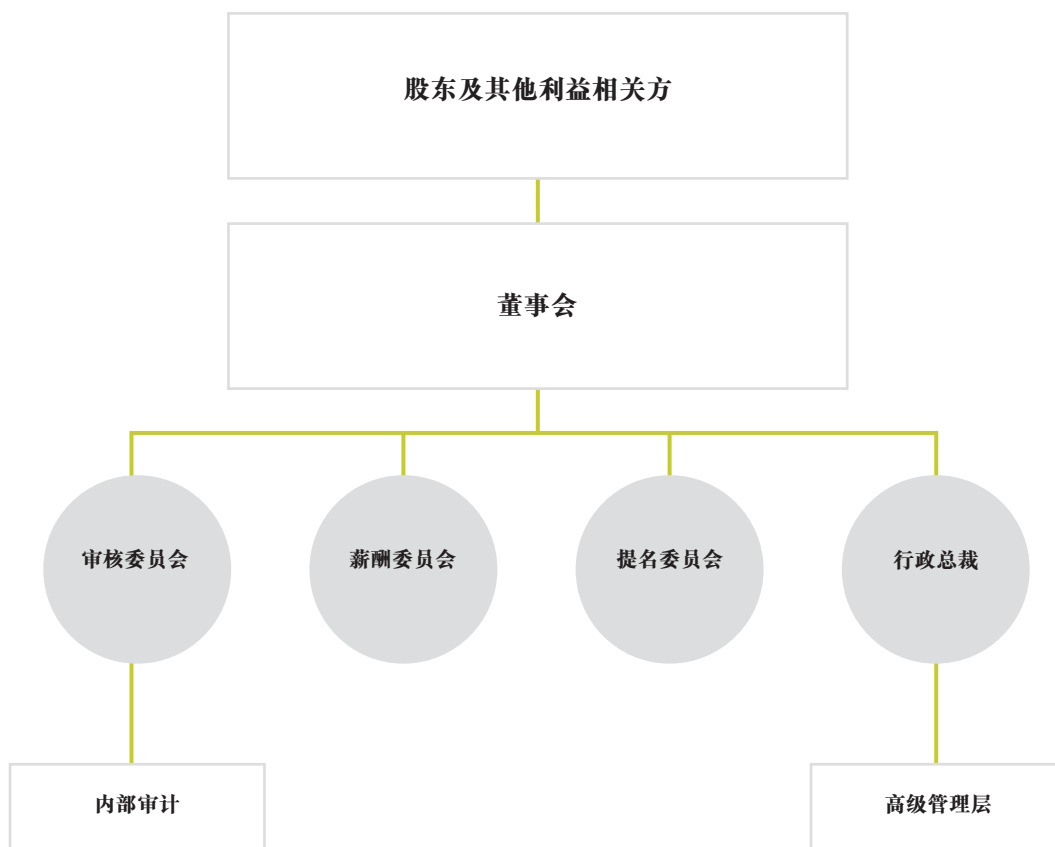 股东及其他利益相关方
董事会
审核委员会
薪酬委员会
提名委员会
行政总裁
内部审计
高级管理层